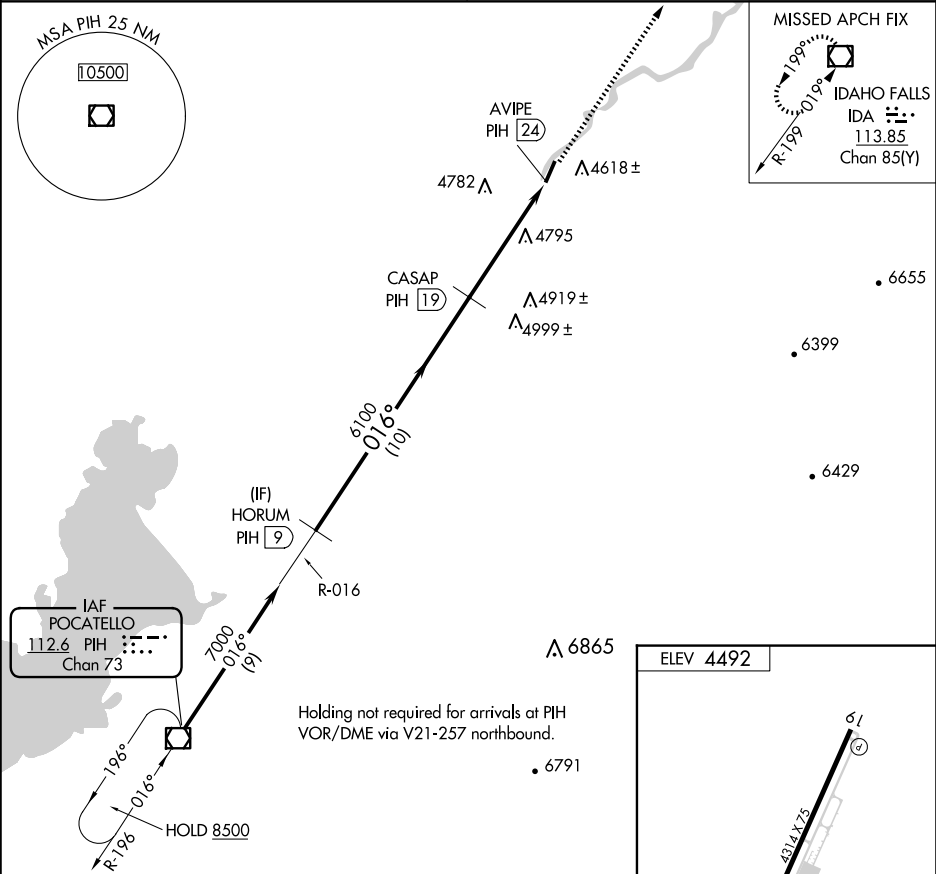 MSA PIH 25 NM
10500
MISSED APCH FIX
199°
019°
R-199
IDAHO FALLS
IDA
113.85
Chan 85(Y)
AVIPE
PIH 24
4618 ±
4782
4795
CASAP
PIH 19
4919 ±
4999 ±
6655
6399
6100
016°
(10)
6429
(IF)
HORUM
PIH 9
R-016
IAF
POCATELLO
112.6 PIH
Chan 73
7000
016°
(9)
6865
ELEV 4492
Holding not required for arrivals at PIH
VOR/DME via V21-257 northbound.
6791
196°
016°
HOLD 8500
R-196
19
P
4314 X 75